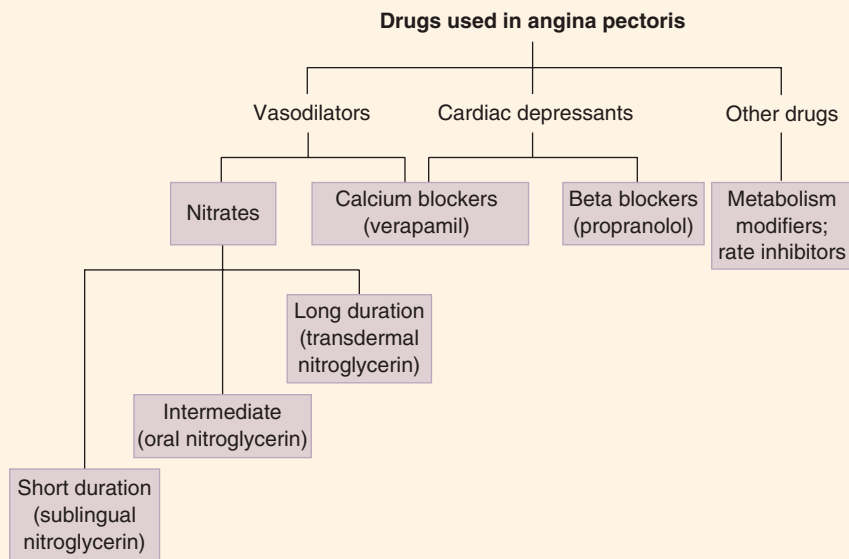 Drugs used in angina pectoris
Vasodilators
Cardiac depressants
Other drugs
Nitrates
Calcium blockers
(verapamil)
Beta blockers
(propranolol)
Metabolism
modifiers;
rate inhibitors
Long duration
(transdermal
nitroglycerin)
Intermediate
(oral nitroglycerin)
Short duration
(sublingual
nitroglycerin)